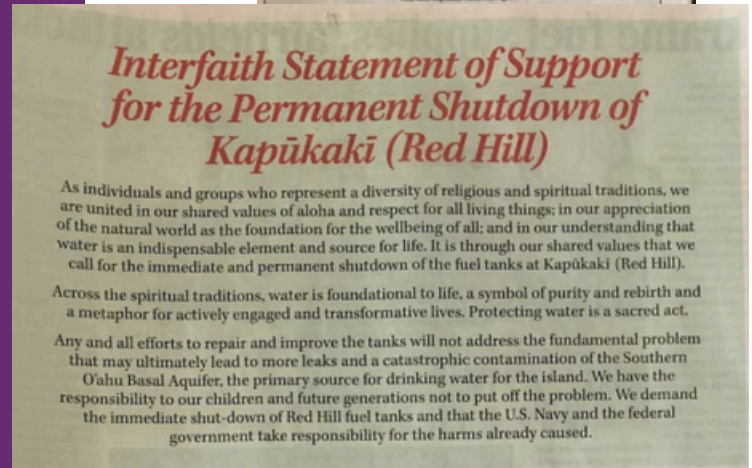 Interfaith Statement of Support
for the Permanent Shutdown of
Kapūkakī (Red Hill)
As individuals and groups who represent a diversity of religious and spiritual traditions, we
are united in our shared values of aloha and respect for all living things; in our appreciation
of the natural world as the foundation for the wellbeing of all; and in our understanding that
water is an indispensable element and source for life. It is through our shared values that we
call for the immediate and permanent shutdown of the fuel tanks at Kapūkakī (Red Hill).
Across the spiritual traditions, water is foundational to life, a symbol of purity and rebirth and
a metaphor for actively engaged and transformative lives. Protecting water is a sacred act.
Any and all efforts to repair and improve the tanks will not address the fundamental problem
that may ultimately lead to more leaks and a catastrophic contamination of the Southern
O'ahu Basal Aquifer, the primary source for drinking water for the island. We have the
responsibility to our children and future generations not to put off the problem. We demand
the immediate shut-down of Red Hill fuel tanks and that the U.S. Navy and the federal
government take responsibility for the harms already caused.